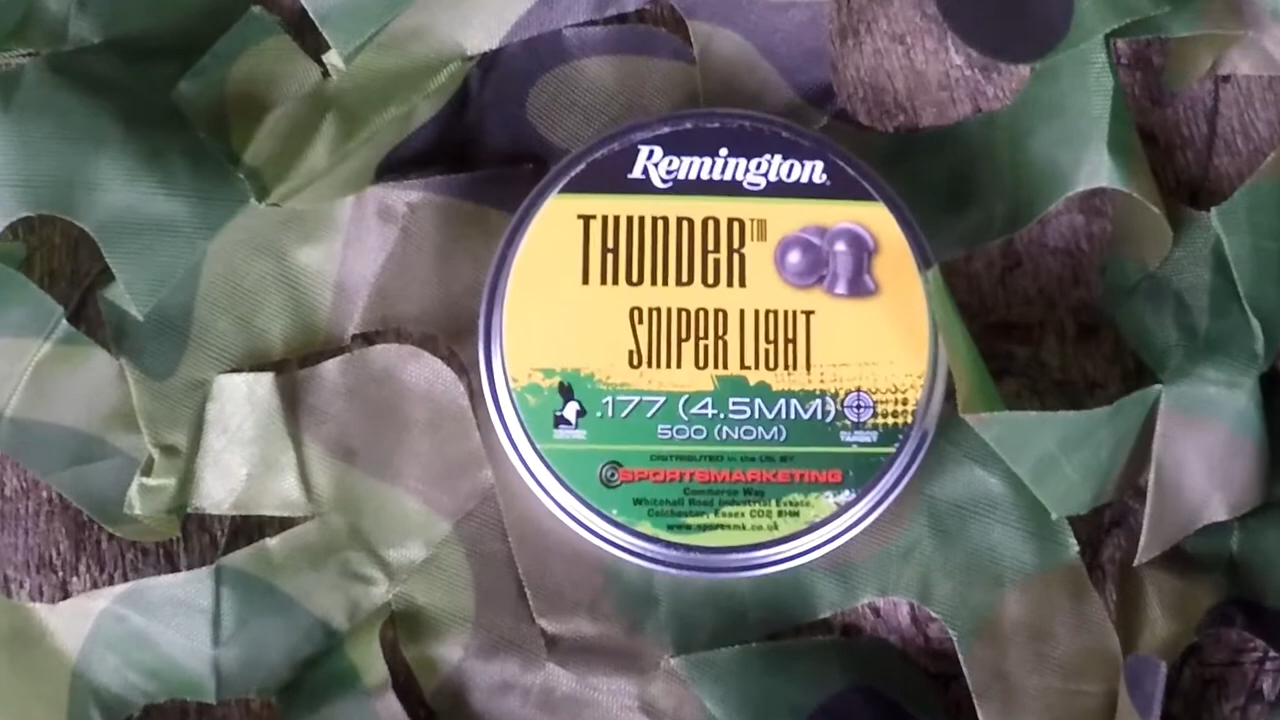 Remington
THUNDER™
SNIPER LIGHT
.177 (4.5MM)
500 (NOM)
TARGET
DISTRIBUTED in the UK BY
SPORTSMARKETING
Commerce Way
Whitehall Road Industrial Estate,
Colchester, Essex CO2 8HH
www.sportsmk.co.uk